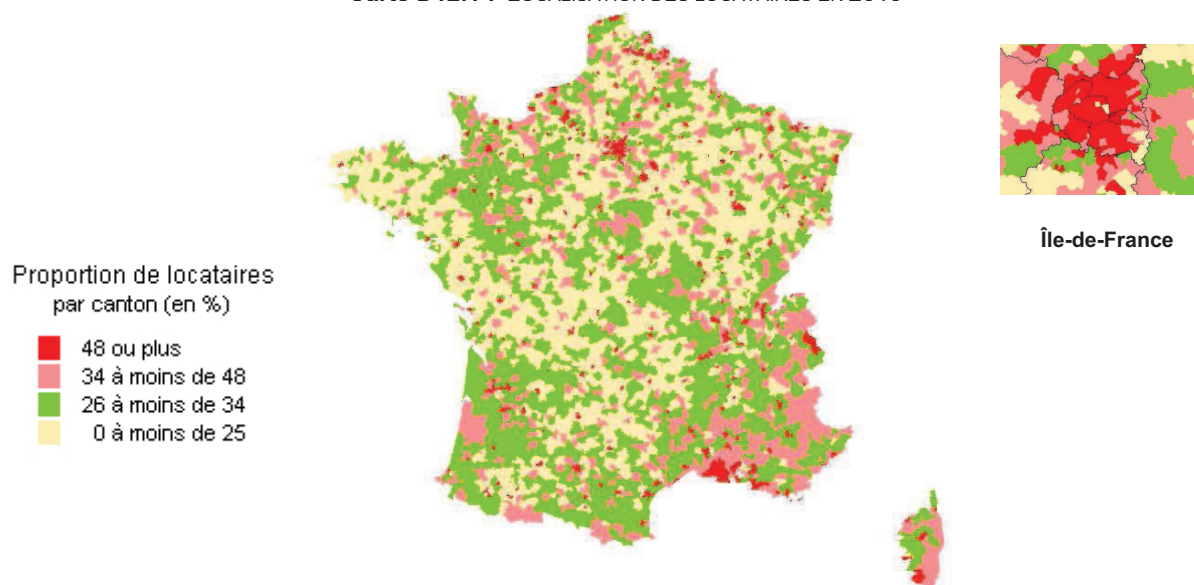 Île-de-France
Proportion de locataires
par canton (en %)
48 ou plus
34 à moins de 48
26 à moins de 34
0 à moins de 25